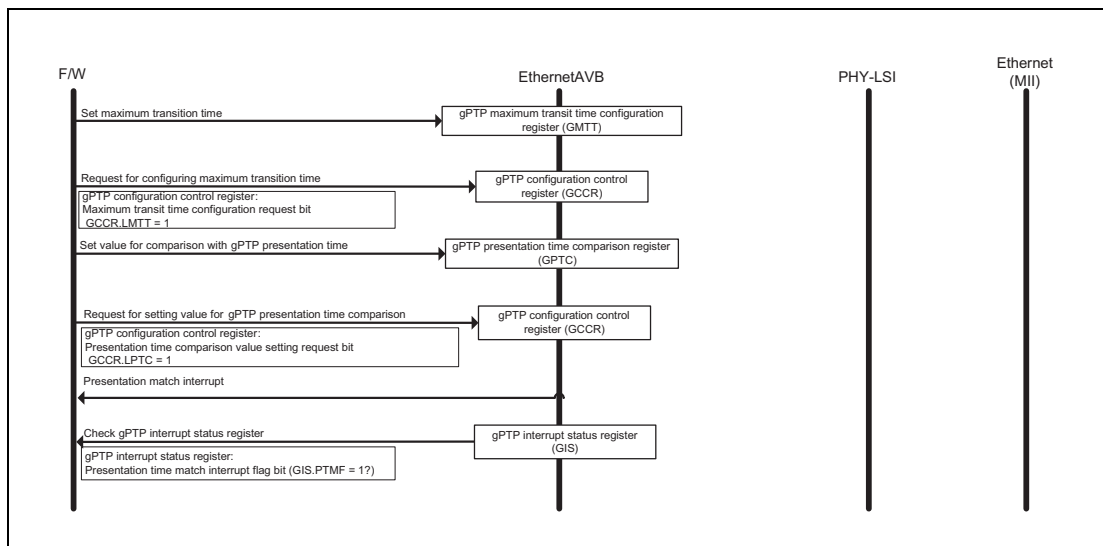 F/W
EthernetAVB
PHY-LSI
Ethernet
(MII)
Set maximum transition time
gPTP maximum transit time configuration
register (GMTT)
Request for configuring maximum transition time
gPTP configuration control
register (GCCR)
gPTP configuration control register:
Maximum transit time configuration request bit
GCCR.LMTT = 1
Set value for comparison with gPTP presentation time
gPTP presentation time comparison register
(GPTC)
Request for setting value for gPTP presentation time comparison
gPTP configuration control
register (GCCR)
gPTP configuration control register:
Presentation time comparison value setting request bit
GCCR.LPTC = 1
Presentation match interrupt
Check gPTP interrupt status register
gPTP interrupt status register
(GIS)
gPTP interrupt status register:
Presentation time match interrupt flag bit (GIS.PTMF = 1?)